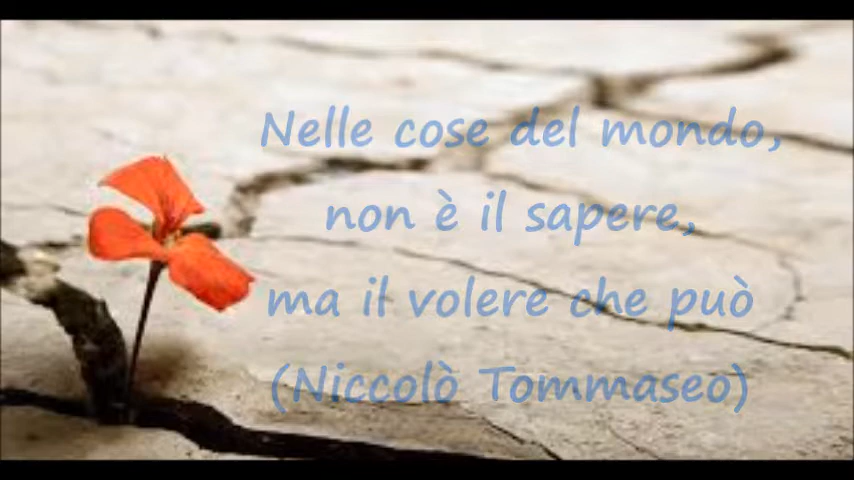 Nelle cose del mondo,
non è il sapere,
ma il volere che può
(Niccolò Tommaseo)